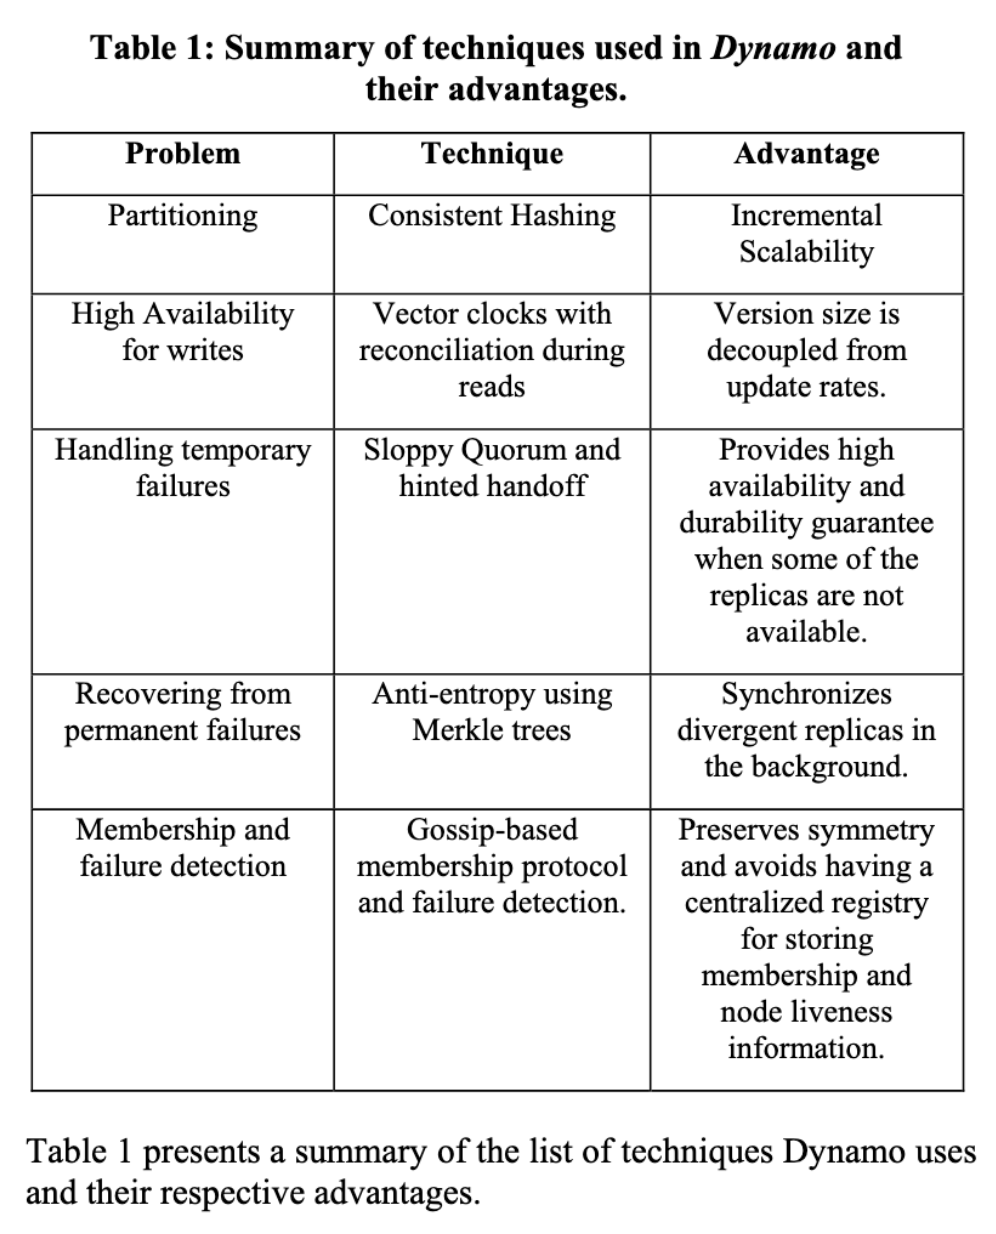 Table 1: Summary of techniques used in Dynamo and
their advantages.
Problem
Technique
Advantage
Partitioning
Consistent Hashing
Incremental
Scalability
High Availability
for writes
Vector clocks with
reconciliation during
reads
Version size is
decoupled from
update rates.
Handling temporary
failures
Sloppy Quorum and
hinted handoff
Provides high
availability and
durability guarantee
when some of the
replicas are not
available.
Recovering from
permanent failures
Anti-entropy using
Merkle trees
Synchronizes
divergent replicas in
the background.
Membership and
failure detection
Gossip-based
membership protocol
and failure detection.
Preserves symmetry
and avoids having a
centralized registry
for storing
membership and
node liveness
information.
Table 1 presents a summary of the list of techniques Dynamo uses
and their respective advantages.